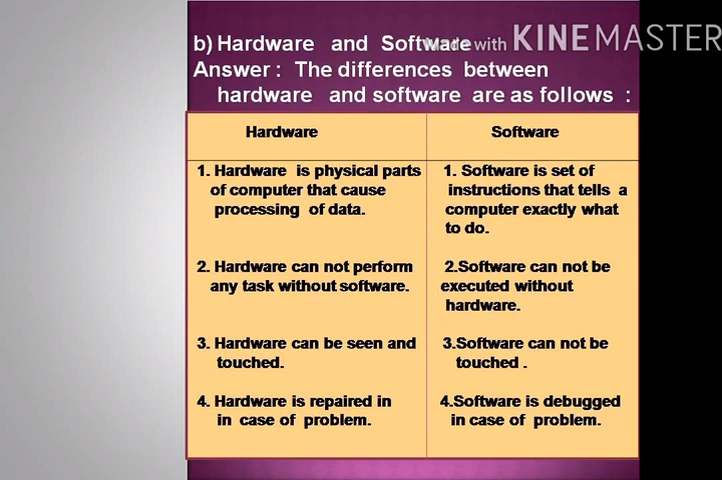 b) Hardware and Software
Made with KINEMASTER
Answer : The differences between
hardware and software are as follows :
Hardware
Software
1. Hardware is physical parts
of computer that cause
processing of data.
1. Software is set of
instructions that tells a
computer exactly what
to do.
2. Hardware can not perform
any task without software.
2.Software can not be
executed without
hardware.
3. Hardware can be seen and
touched.
3.Software can not be
touched .
4. Hardware is repaired in
in case of problem.
4.Software is debugged
in case of problem.